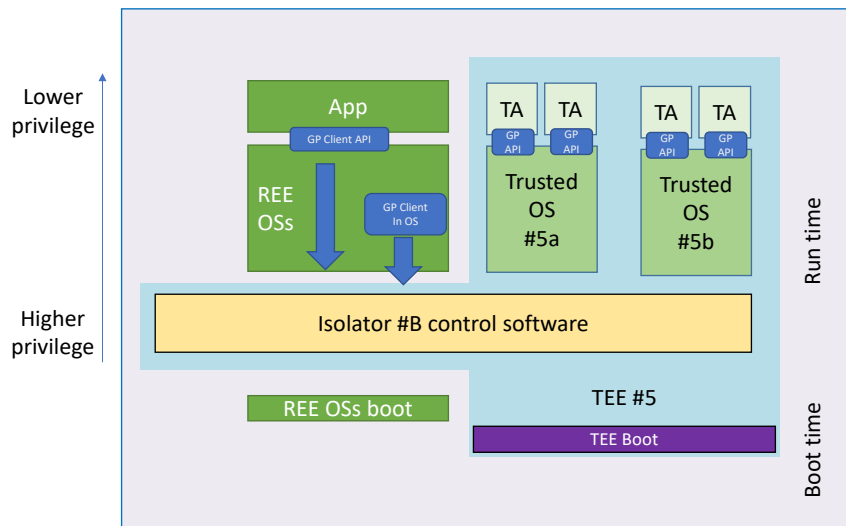 Lower
privilege
Higher
privilege
App
GP Client API
REE
OSs
GP Client
In OS
TA
TA
GP
API
GP
API
Trusted
OS
#5a
TA
TA
GP
API
GP
API
Trusted
OS
#5b
Isolator #B control software
REE OSs boot
TEE #5
TEE Boot
Run time
Boot time